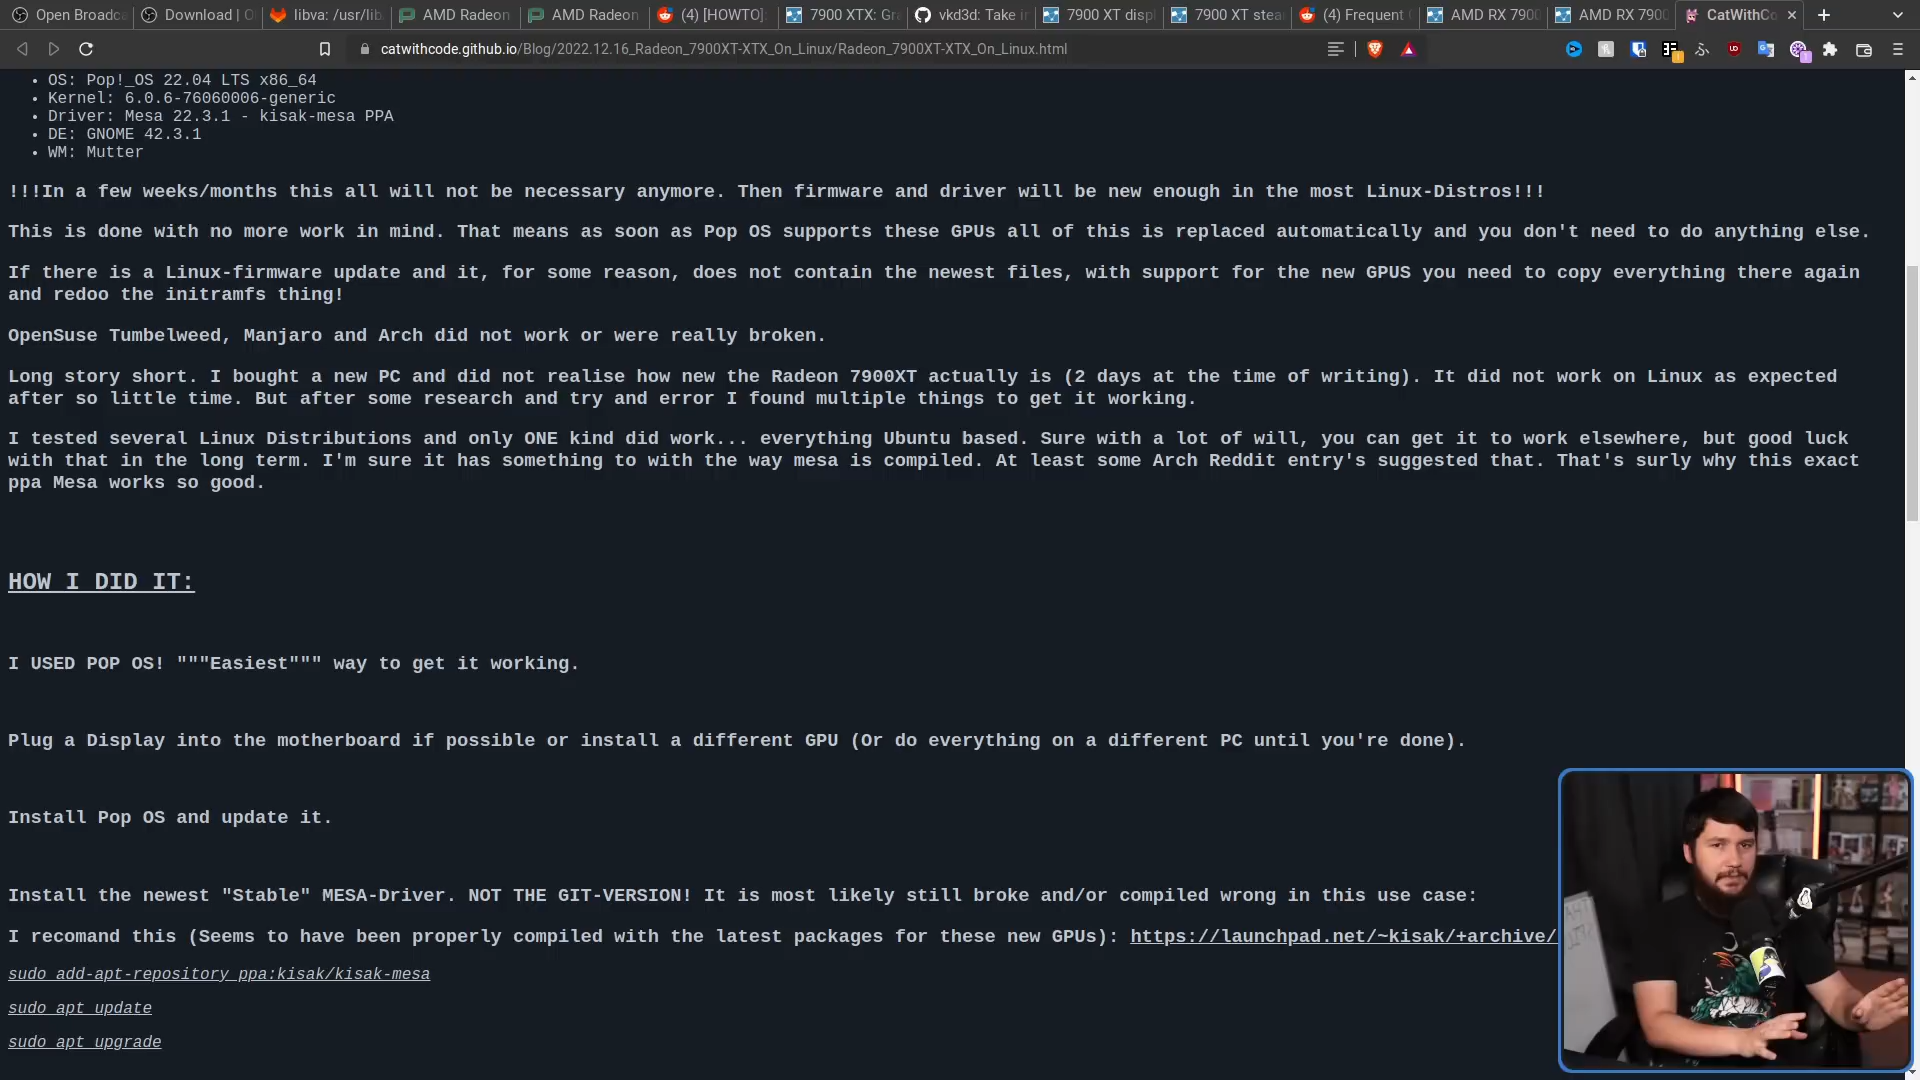 Open Broadca
Download | O
libva: /usr/lib
AMD Radeon
AMD Radeon
(4) [HOWTO]
7900 XTX: Gra
vkd3d: Take i
7900 XT disp
7900 XT stea
(4) Frequent
AMD RX 7900
AMD RX 7900
CatWithCo
catwithcode.github.io/Blog/2022.12.16_Radeon_7900XT-XTX_On_Linux/Radeon_7900XT-XTX_On_Linux.html
• OS: Pop!_OS 22.04 LTS x86_64
• Kernel: 6.0.6-76060006-generic
• Driver: Mesa 22.3.1 - kisak-mesa PPA
• DE: GNOME 42.3.1
• WM: Mutter
!!!In a few weeks/months this all will not be necessary anymore. Then firmware and driver will be new enough in the most Linux-Distros!!!
This is done with no more work in mind. That means as soon as Pop OS supports these GPUs all of this is replaced automatically and you don't need to do anything else.
If there is a Linux-firmware update and it, for some reason, does not contain the newest files, with support for the new GPUS you need to copy everything there again
and redoo the initramfs thing!
OpenSuse Tumbelweed, Manjaro and Arch did not work or were really broken.
Long story short. I bought a new PC and did not realise how new the Radeon 7900XT actually is (2 days at the time of writing). It did not work on Linux as expected
after so little time. But after some research and try and error I found multiple things to get it working.
I tested several Linux Distributions and only ONE kind did work... everything Ubuntu based. Sure with a lot of will, you can get it to work elsewhere, but good luck
with that in the long term. I'm sure it has something to with the way mesa is compiled. At least some Arch Reddit entry's suggested that. That's surly why this exact
ppa Mesa works so good.
HOW I DID IT:
I USED POP OS! """Easiest""" way to get it working.
Plug a Display into the motherboard if possible or install a different GPU (Or do everything on a different PC until you're done).
Install Pop OS and update it.
Install the newest "Stable" MESA-Driver. NOT THE GIT-VERSION! It is most likely still broke and/or compiled wrong in this use case:
I recomand this (Seems to have been properly compiled with the latest packages for these new GPUs): https://launchpad.net/~kisak/+archive/
sudo add-apt-repository ppa:kisak/kisak-mesa
sudo apt update
sudo apt upgrade